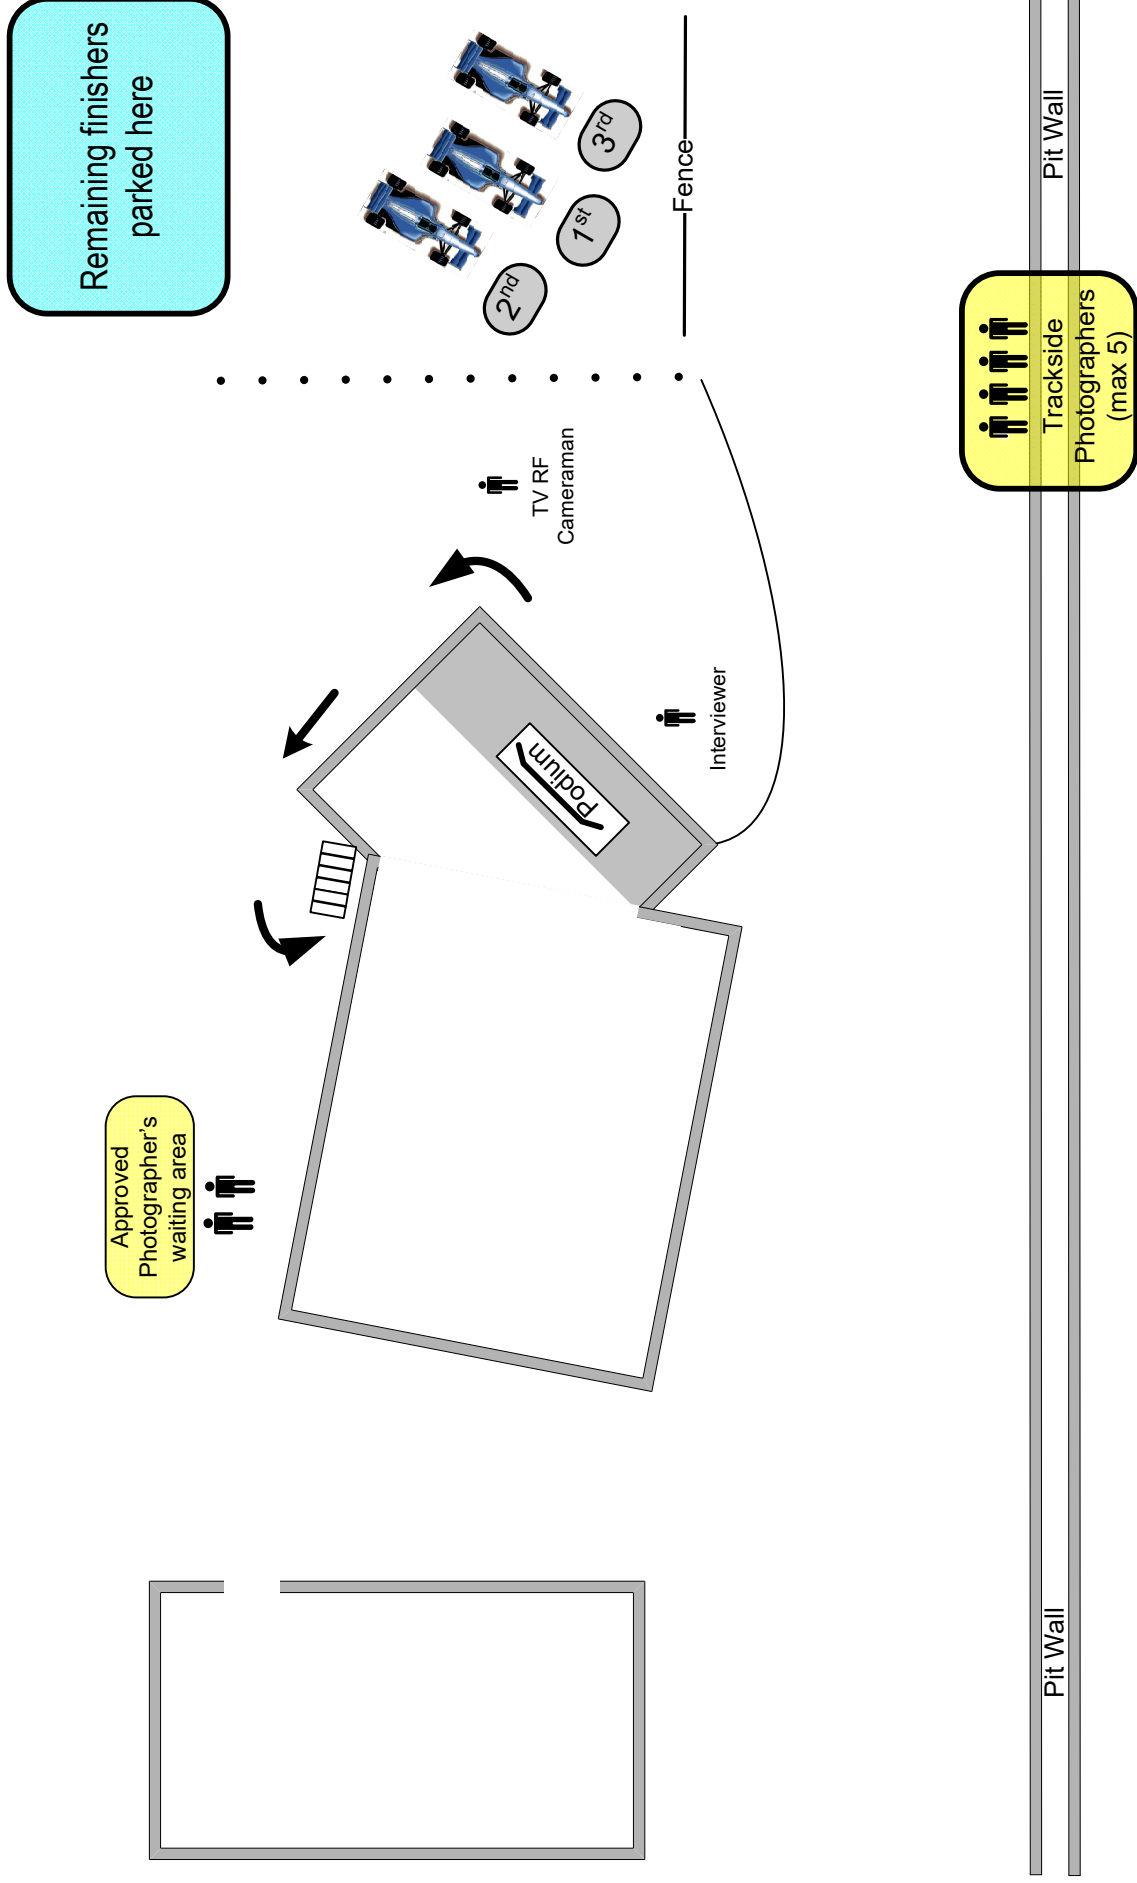 Remaining finishers
parked here
3rd
1st
2nd
Fence
Pit Wall
Trackside
Photographers
(max 5)
TV RF
Cameraman
Interviewer
Podium
Approved
Photographer's
waiting area
Pit Wall